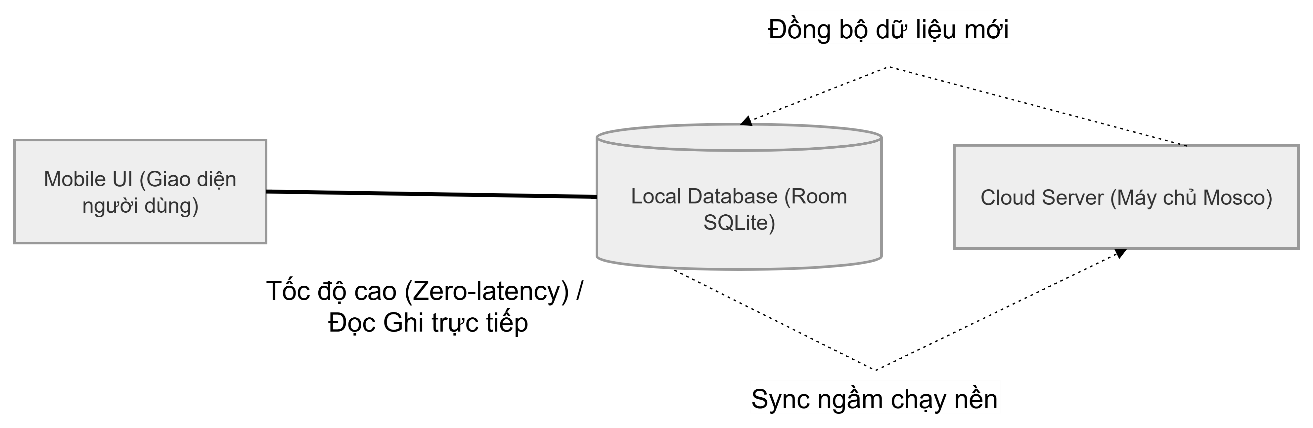 Đồng bộ dữ liệu mới
Mobile UI (Giao diện
người dùng)
Local Database (Room
SQLite)
Cloud Server (Máy chủ Mosco)
Tốc độ cao (Zero-latency) /
Đọc Ghi trực tiếp
Sync ngầm chạy nền